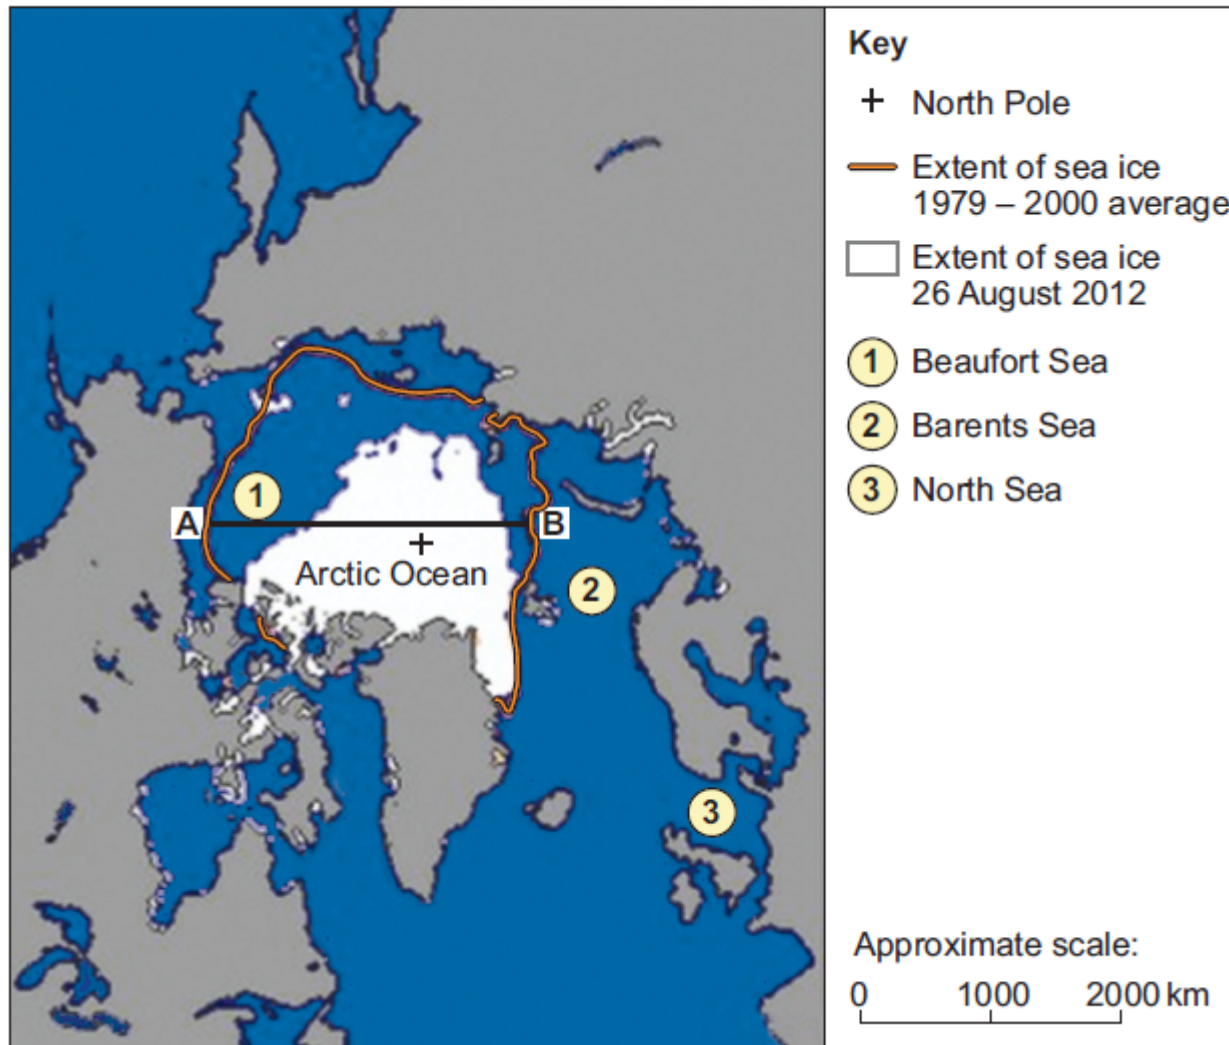 Key
+ North Pole
Extent of sea ice
1979 – 2000 average
Extent of sea ice
26 August 2012
1 Beaufort Sea
2 Barents Sea
3 North Sea
1
A B
Arctic Ocean
2
3
Approximate scale:
0 1000 2000 km